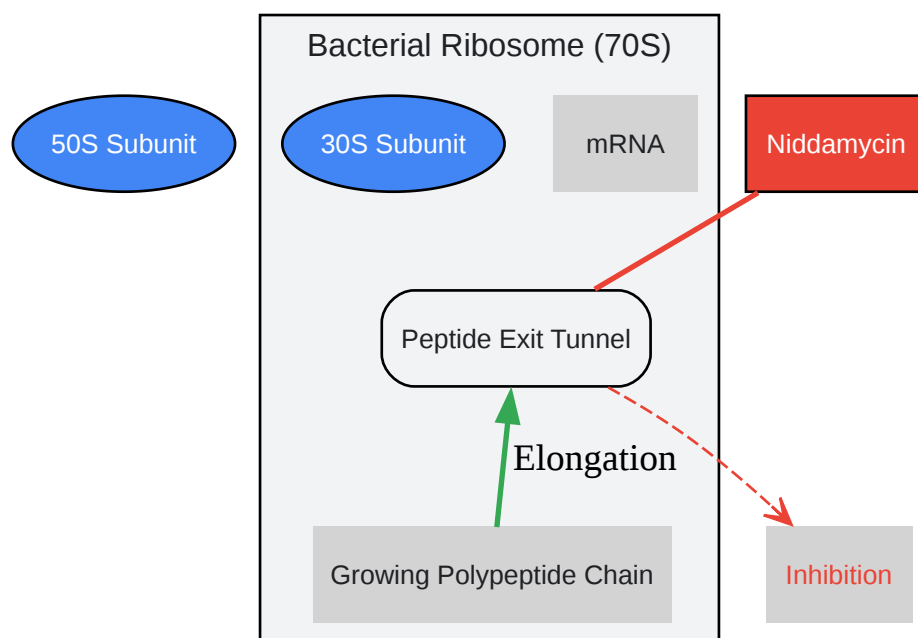 Bacterial Ribosome (70S)
50S Subunit
30S Subunit
mRNA
Niddamycin
Peptide Exit Tunnel
Elongation
Growing Polypeptide Chain
Inhibition